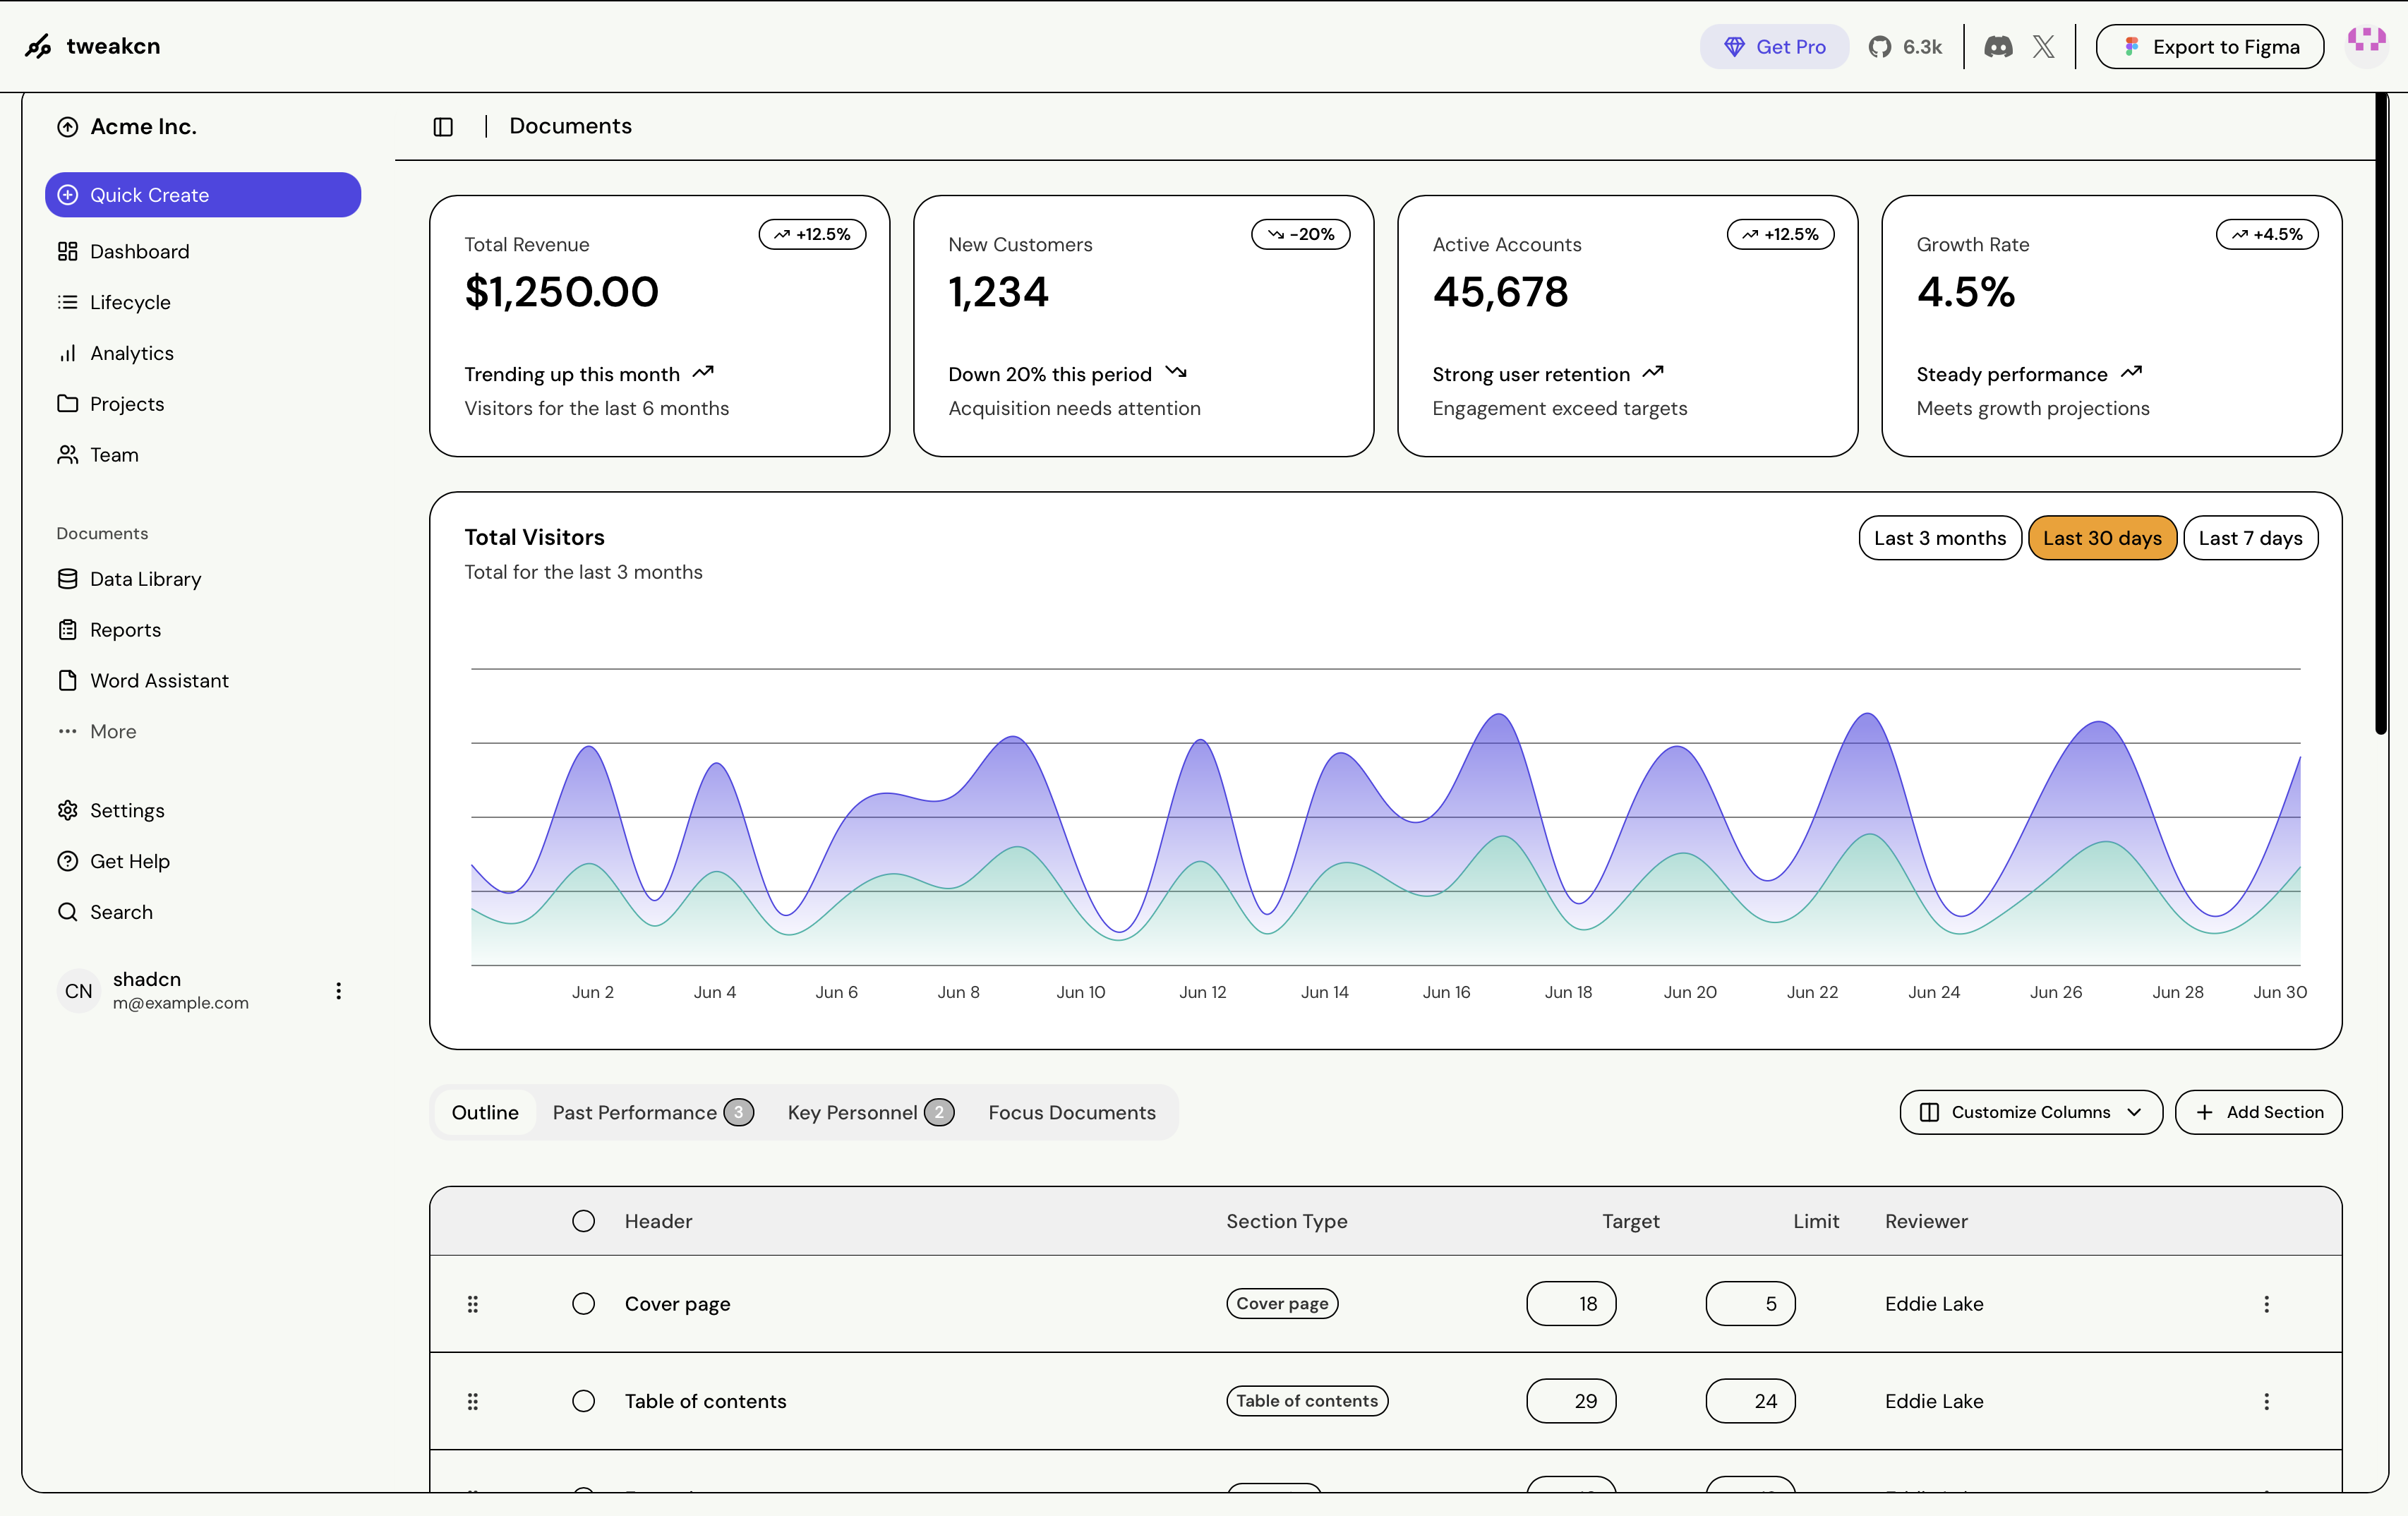 tweakcn
Get Pro
6.3k
Export to Figma
Acme Inc.
Quick Create
Dashboard
Lifecycle
Analytics
Projects
Team
Documents
Data Library
Reports
Word Assistant
More
Settings
Get Help
Search
CN
shadcn
m@example.com
Documents
Total Revenue
+12.5%
$1,250.00
Trending up this month
Visitors for the last 6 months
New Customers
-20%
1,234
Down 20% this period
Acquisition needs attention
Active Accounts
+12.5%
45,678
Strong user retention
Engagement exceed targets
Growth Rate
+4.5%
4.5%
Steady performance
Meets growth projections
Total Visitors
Total for the last 3 months
Last 3 months Last 30 days Last 7 days
Jun 2 Jun 4 Jun 6 Jun 8 Jun 10 Jun 12 Jun 14 Jun 16 Jun 18 Jun 20 Jun 22 Jun 24 Jun 26 Jun 28 Jun 30
Outline Past Performance 3 Key Personnel 2 Focus Documents
Customize Columns Add Section
Header Section Type Target Limit Reviewer
Cover page Cover page 18 5 Eddie Lake
Table of contents Table of contents 29 24 Eddie Lake